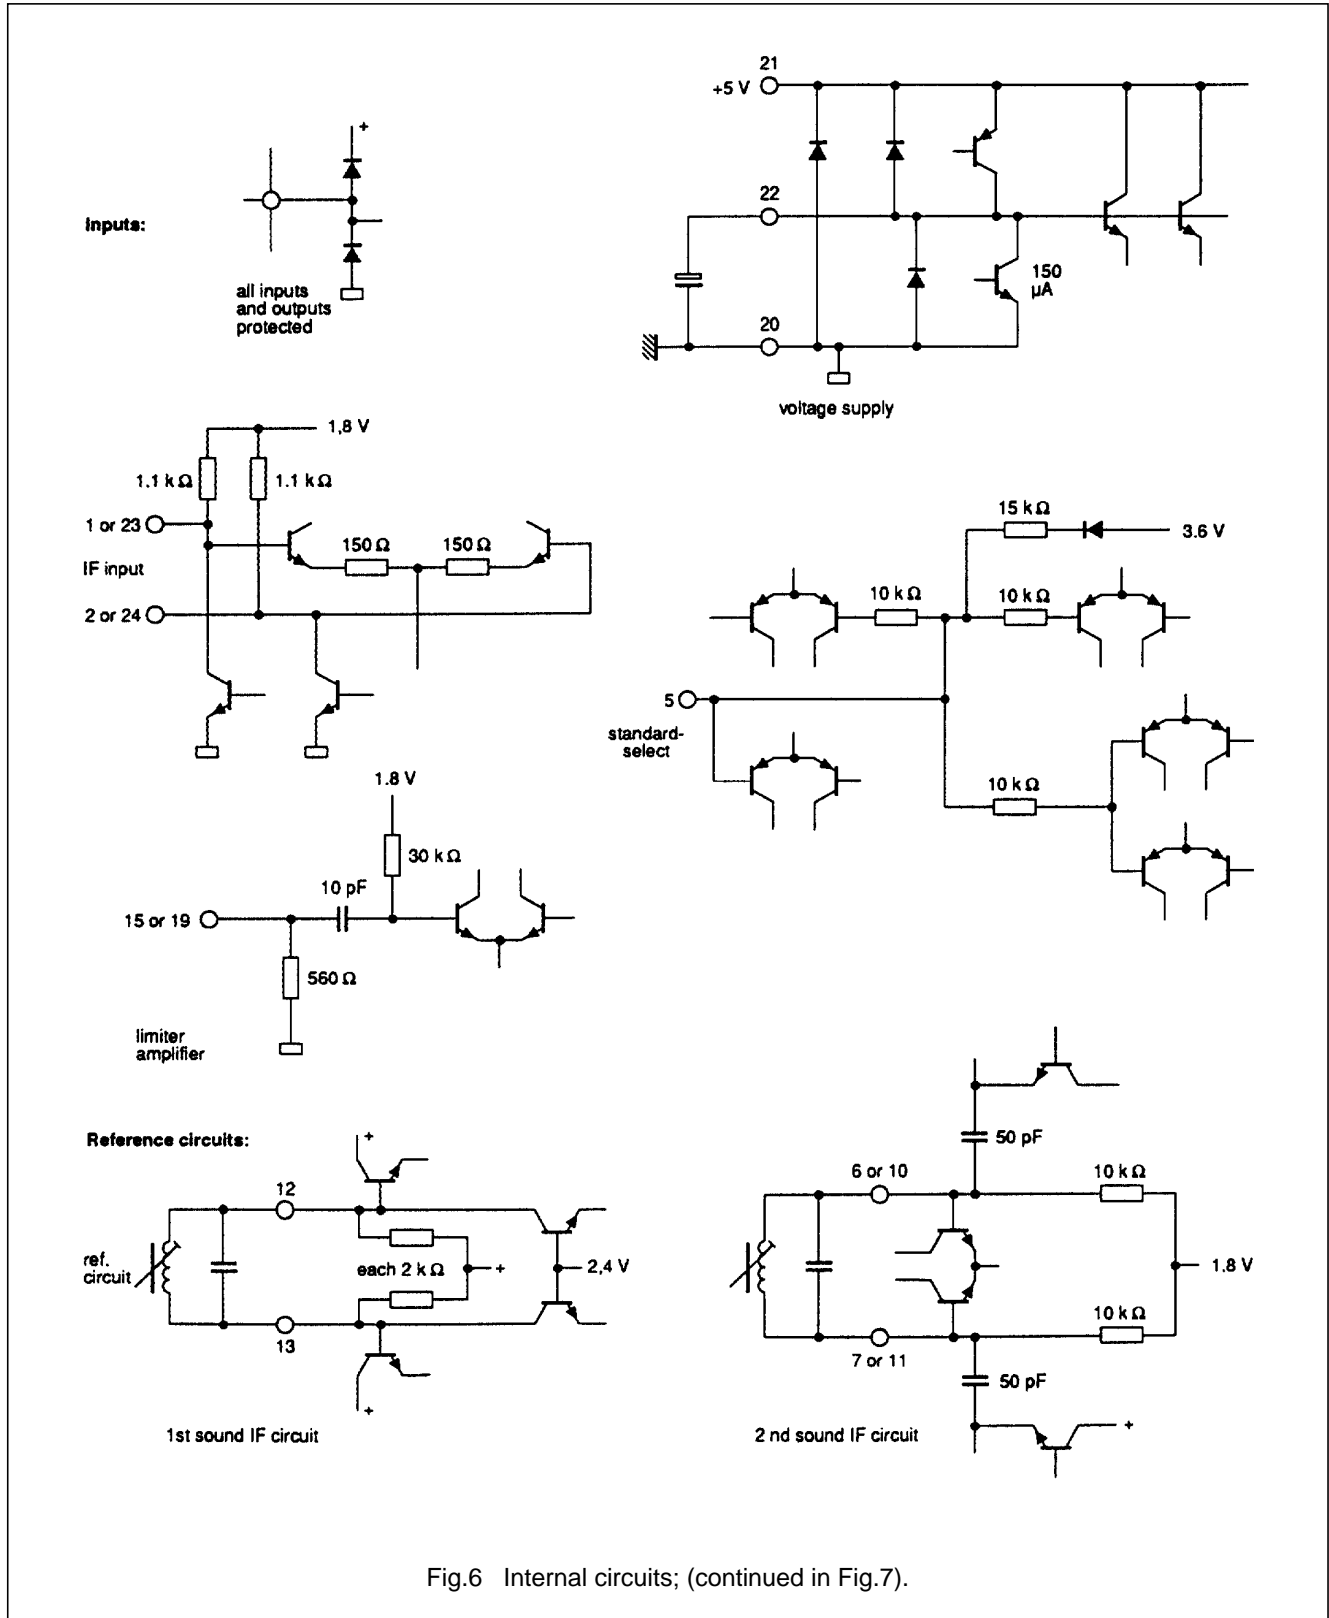 21
+5 V
+
22
Inputs:
150
µA
all inputs
and outputs
protected
20
voltage supply
1,8 V
1.1 kΩ
1.1 kΩ
15 kΩ
3.6 V
1 or 23
150 Ω
150 Ω
IF input
10 kΩ
10 kΩ
2 or 24
5
standard-
select
10 kΩ
1.8 V
30 kΩ
10 pF
15 or 19
560 Ω
limiter
amplifier
Reference circuits:
+
50 pF
12
6 or 10
10 kΩ
ref.
circuit
each 2 kΩ
+
2,4 V
1.8 V
10 kΩ
13
7 or 11
50 pF
+
+
1st sound IF circuit
2 nd sound IF circuit
Fig.6 Internal circuits; (continued in Fig.7).